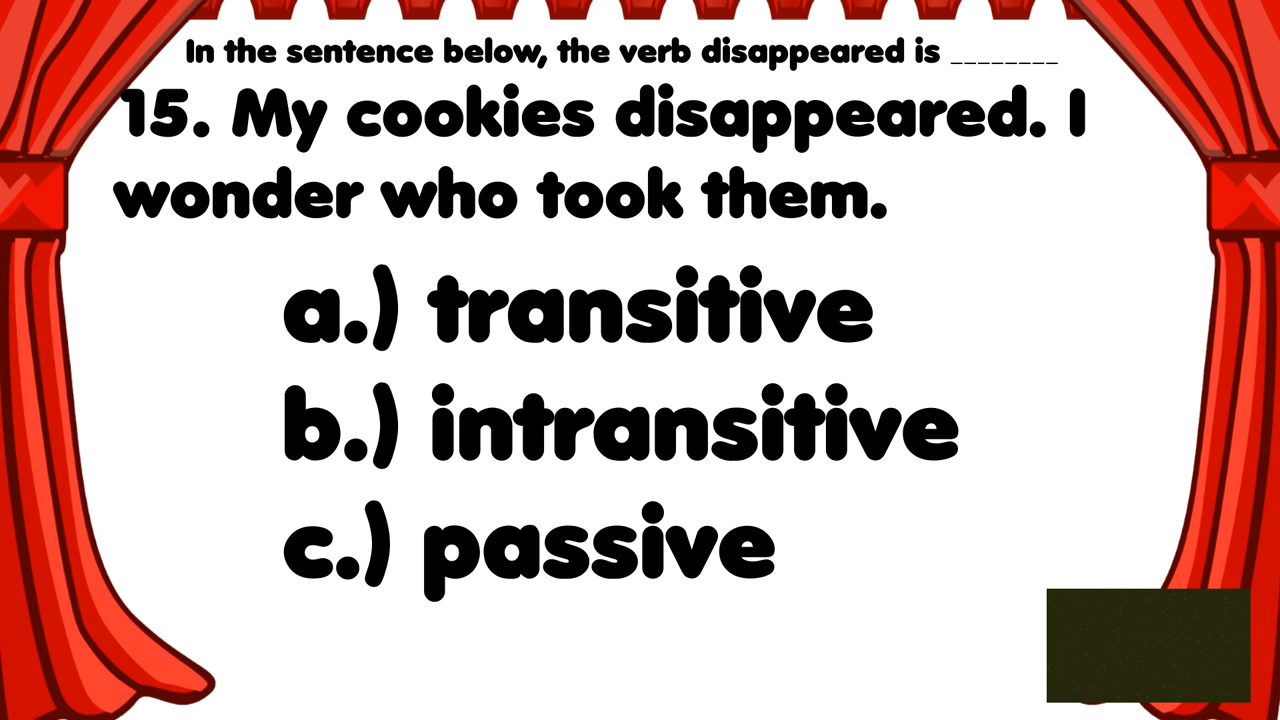 In the sentence below, the verb disappeared is ________
15. My cookies disappeared. I
wonder who took them.
a.) transitive
b.) intransitive
c.) passive